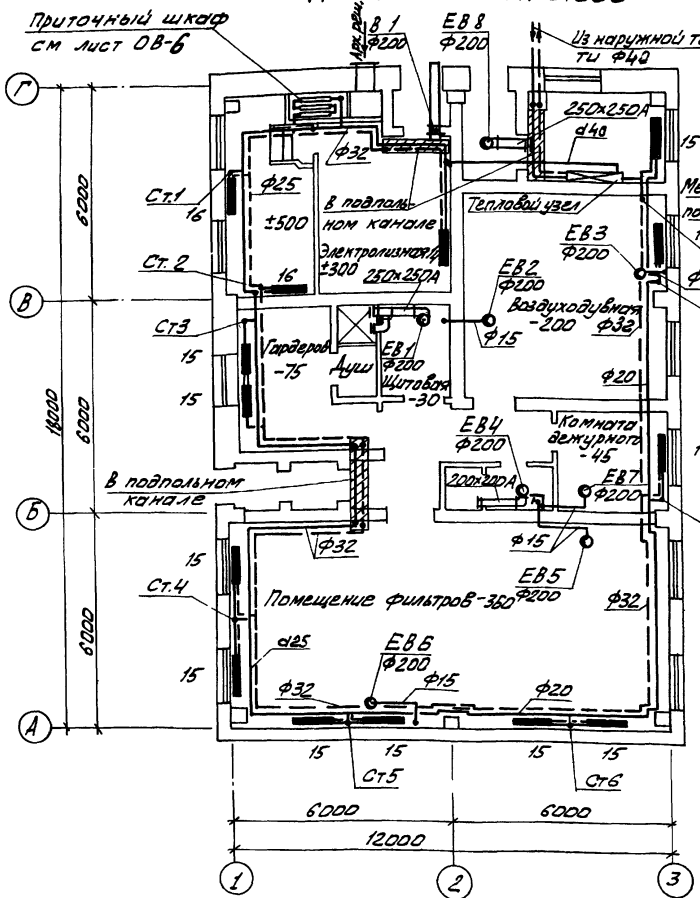 Приточный шкаф
см лист ОВ-6
В 1
Ф200
ЕВ 8
Ф200
Из наружной
ти Ф40
Г
250х250А
d40
Ф32
15
Ст.1
16
Ф25
В подполь-
ном канале
Тепловой узел
±500
Электролизная
±300
250х250А
ЕВ3
Ф200
Ст. 2
16
ЕВ2
Ф200
В
Воздуходувная
-200
Ф32
Ст3
Ф15
15
Гардероб
-75
Душ
ЕВ1
Ф200
Щитовая
-30
15
Ф20
6000
6000
6000
18000
ЕВ4
Ф200
Комната
дежурного
-45
В подпольном
канале
200х200А
ЕВ7
Ф200
Б
Ф32
Ф15
15
ЕВ5
Ф200
Ст.4
Помещение фильтров-360
Ф32
d25
15
ЕВ6
Ф200
Ф15
Ф32
Ф20
А
15
15
15
15
Ст5
Ст6
6000
6000
12000
1
2
3